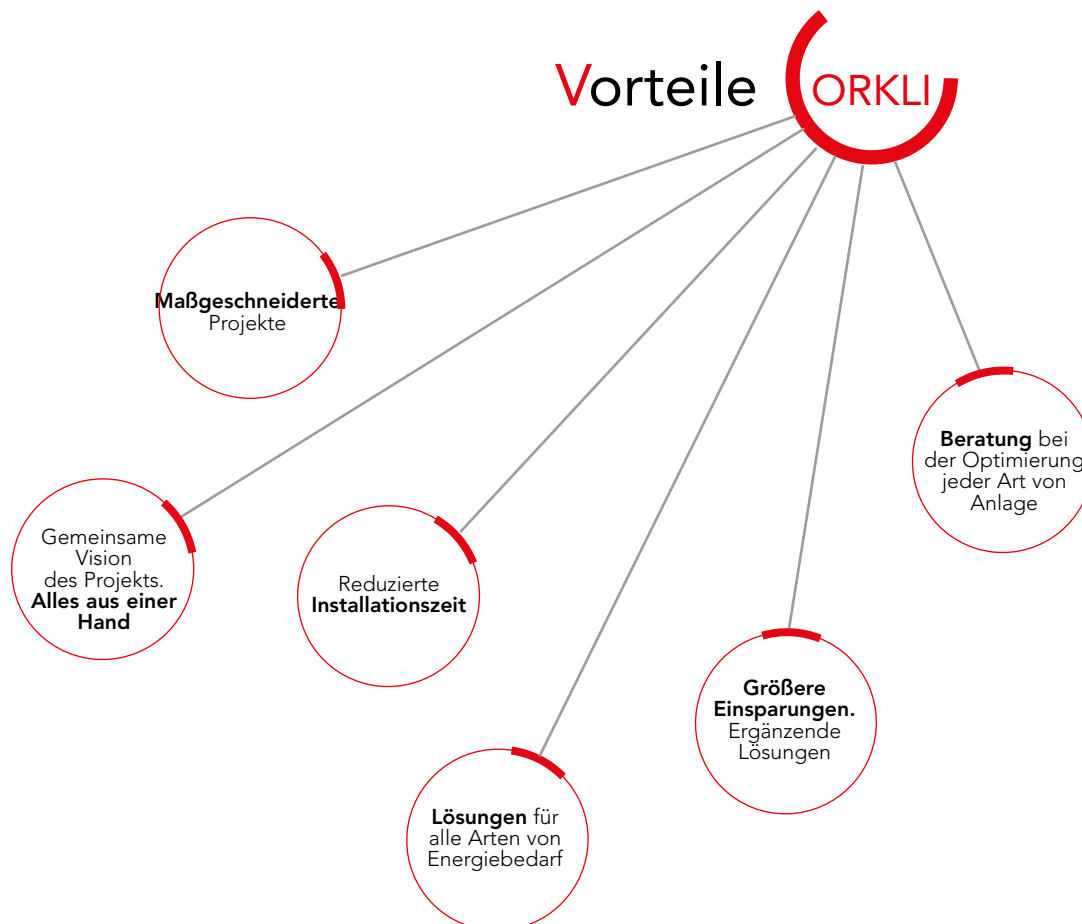 Vorteile ORKLI
Maßgeschneiderte
Projekte
Gemeinsame
Vision
des Projekts.
Alles aus einer
Hand
Reduzierte
Installationszeit
Lösungen für
alle Arten von
Energiebedarf
Größere
Einsparungen.
Ergänzende
Lösungen
Beratung bei
der Optimierung
jeder Art von
Anlage